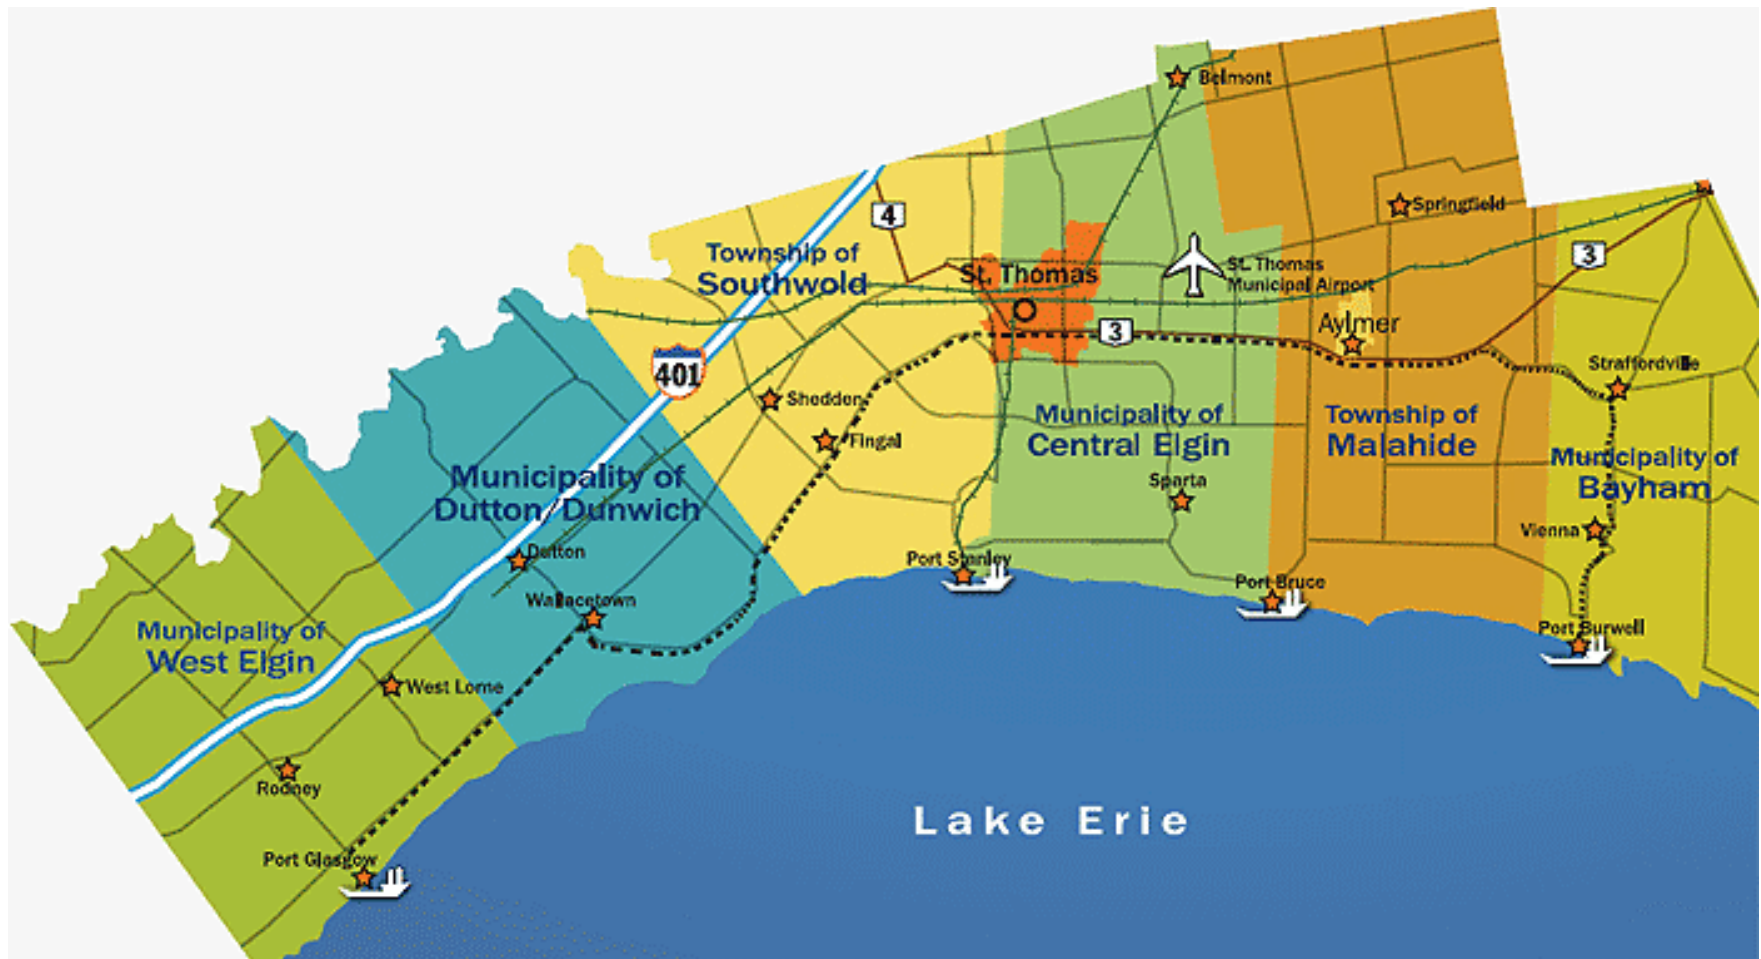 Belmont
Springfield
4
Township of
Southwold
3
St. Thomas
St. Thomas
Municipal Airport
Aylmer
3
401
Straffordville
Shedden
Fingal
Municipality of
Central Elgin
Township of
Malahide
Municipality of
Bayham
Municipality of
Dutton/Dunwich
Sparta
Vienna
Dutton
Port Stanley
Port Bruce
Wallacetown
Port Burwell
Municipality of
West Elgin
West Lorne
Rodney
Lake Erie
Port Glasgow